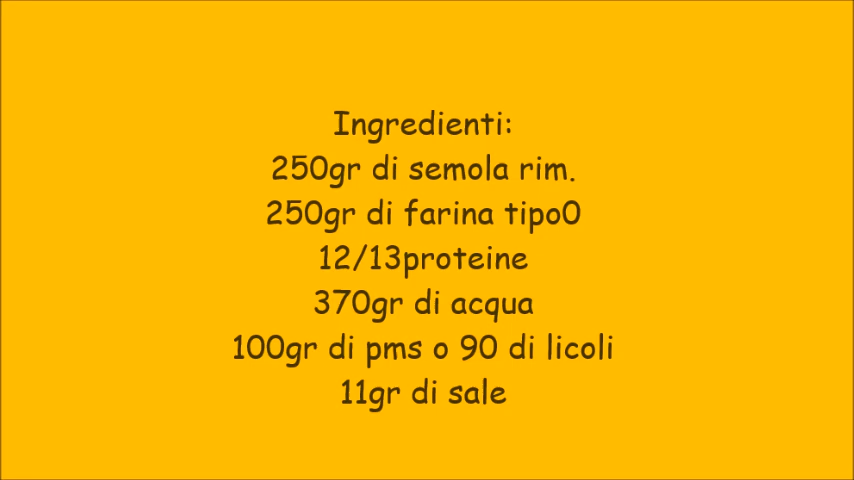 Ingredienti:
250gr di semola rim.
250gr di farina tipo0
12/13proteine
370gr di acqua
100gr di pms o 90 di licoli
11gr di sale